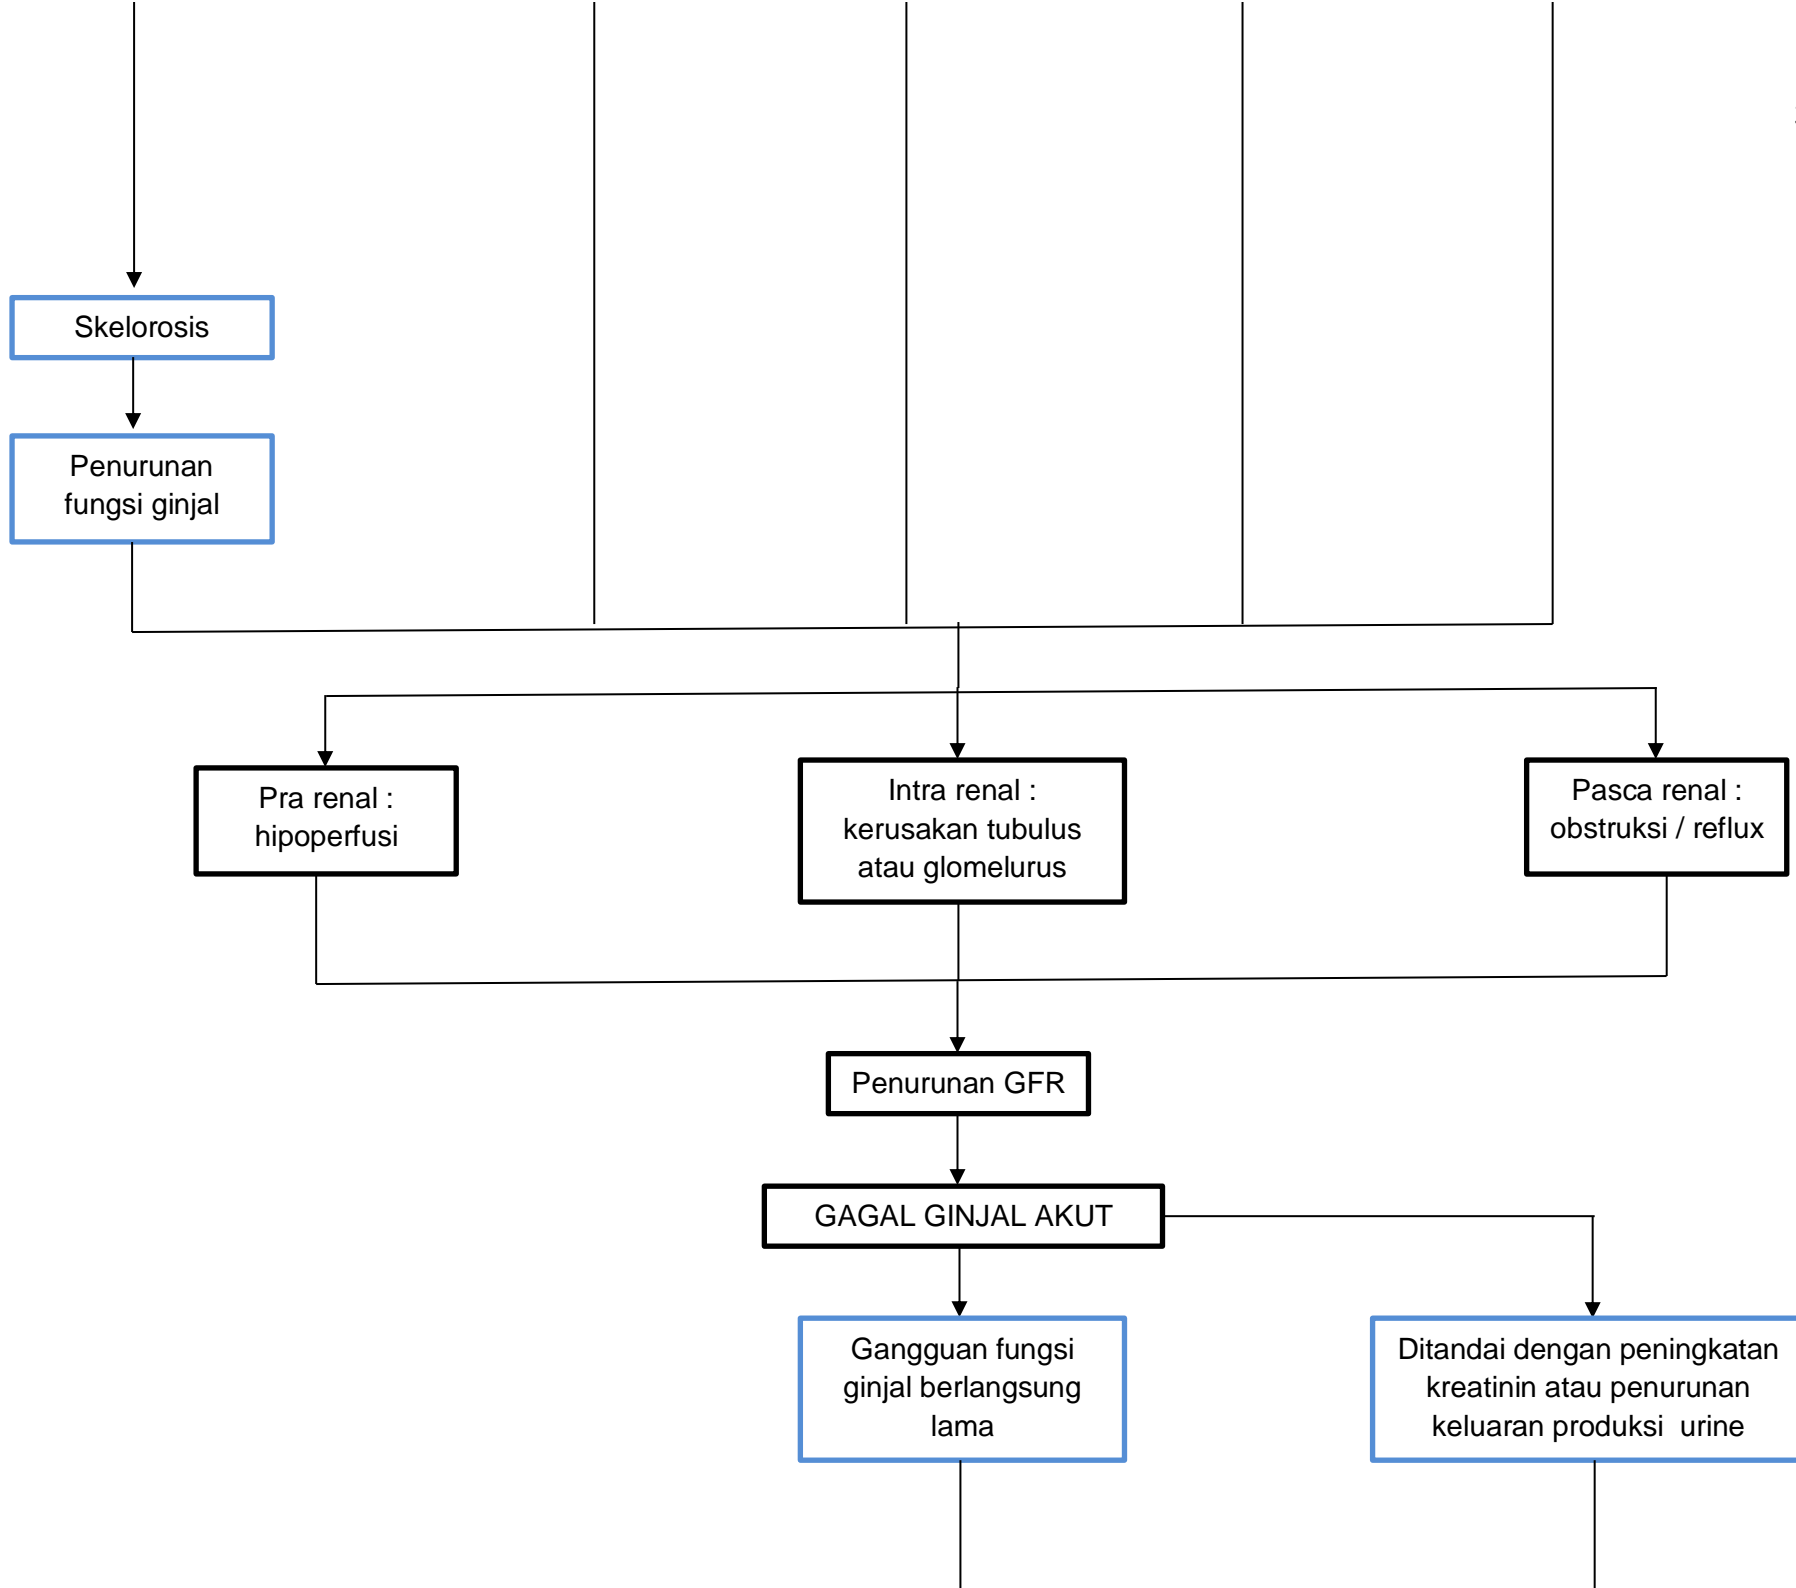 Skelorosis
Penurunan
fungsi ginjal
Pra renal :
hipoperfusi
Intra renal :
kerusakan tubulus
atau glomelurus
Pasca renal :
obstruksi / reflux
Penurunan GFR
GAGAL GINJAL AKUT
Gangguan fungsi
ginjal berlangsung
lama
Ditandai dengan peningkatan
kreatinin atau penurunan
keluaran produksi  urine